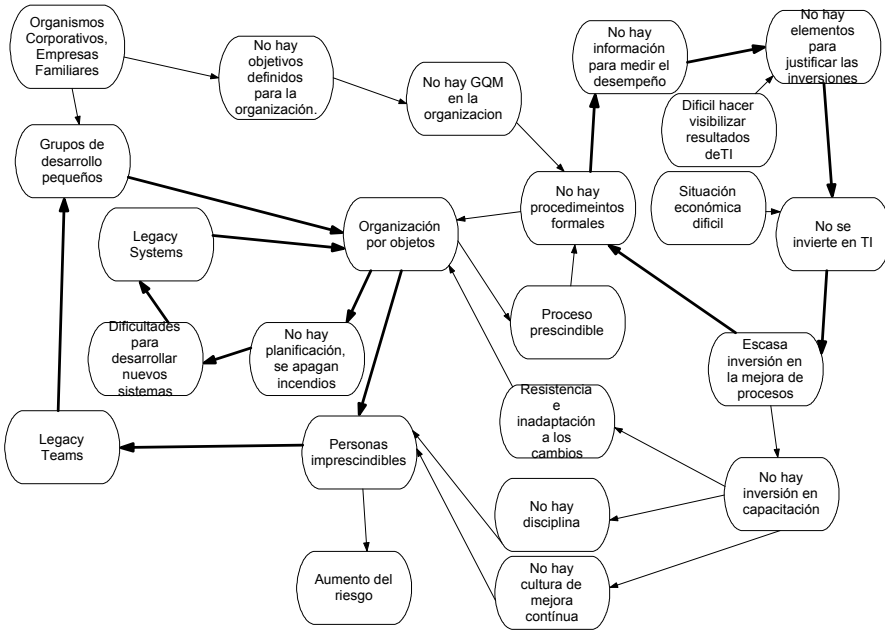 Organismos
Corporativos,
Empresas
Familiares
No hay
objetivos
definidos
para la
organización.
No hay GQM
en la
organizacion
No hay
información
para medir el
desempeño
No hay
elementos
para
justificar las
inversiones
Dificil hacer
visibilizar
resultados
deTI
Grupos de
desarrollo
pequeños
Organización
por objetos
No hay
procedimeintos
formales
Situación
económica
dificil
No se
invierte en TI
Legacy
Systems
Proceso
prescindible
Dificultades
para
desarrollar
nuevos
sistemas
No hay
planificación,
se apagan
incendios
Escasa
inversión en
la mejora de
procesos
Resistencia
e
inadaptación
a los
cambios
Legacy
Teams
Personas
imprescindibles
No hay
inversión en
capacitación
No hay
disciplina
Aumento del
riesgo
No hay
cultura de
mejora
contínua